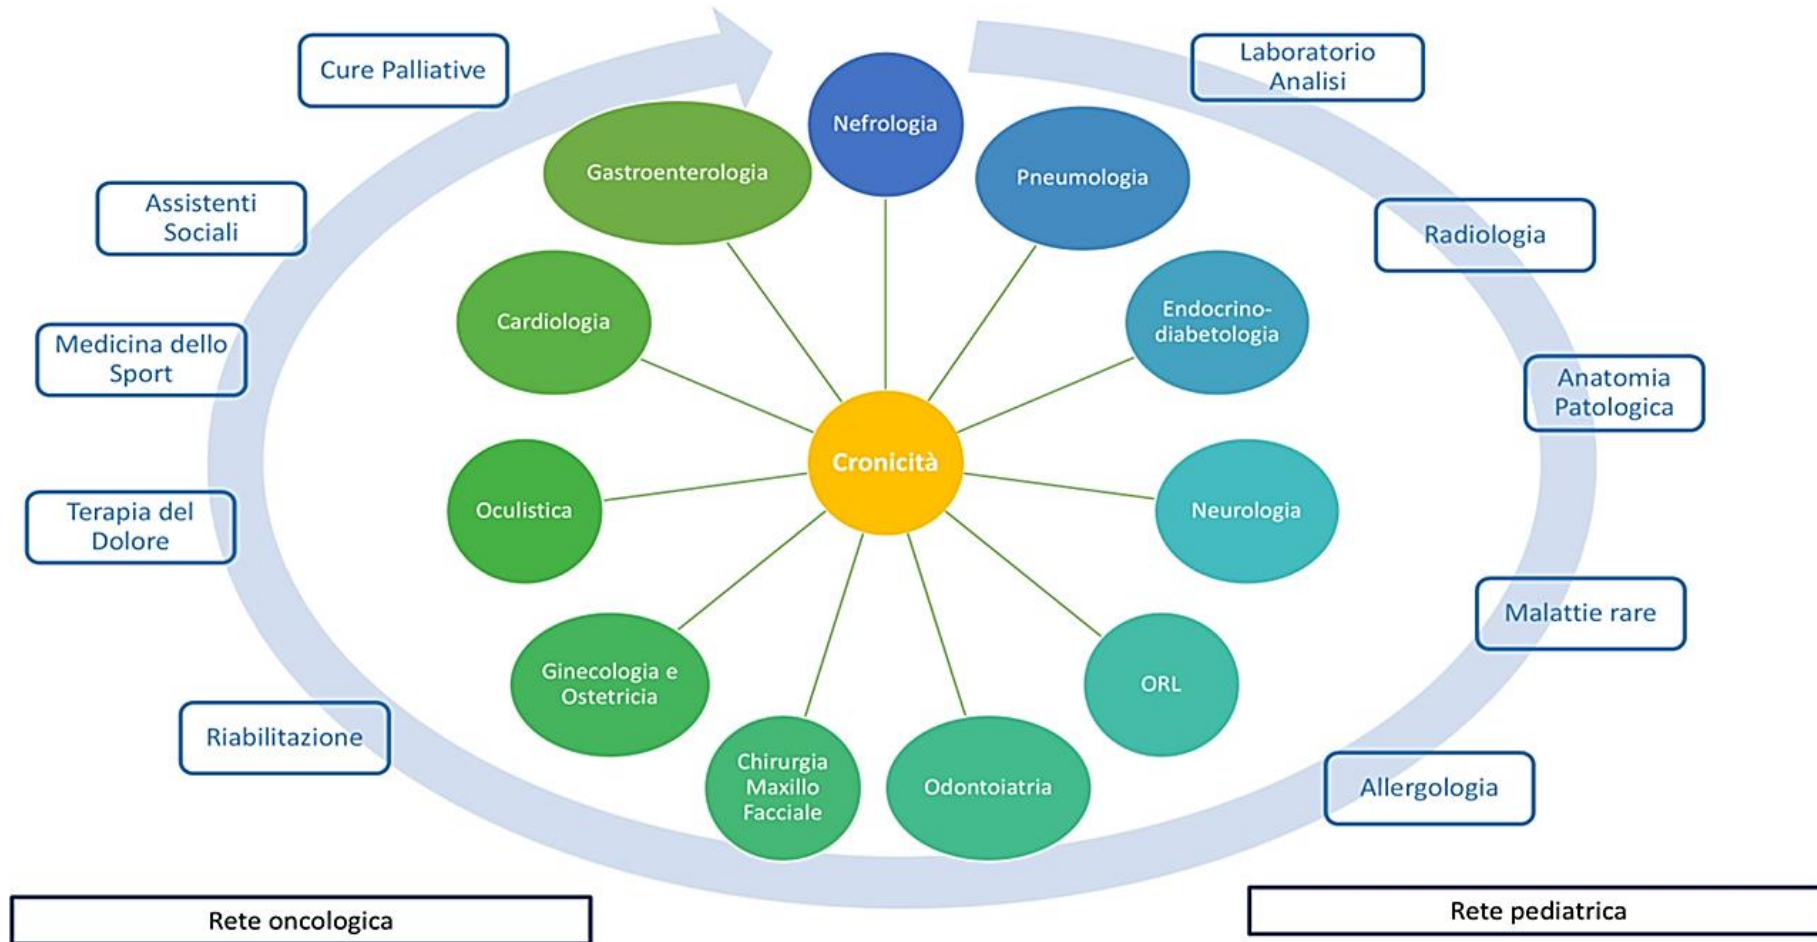 Cure Palliative
Laboratorio
Analisi
Nefrologia
Gastroenterologia
Pneumologia
Assistenti
Sociali
Radiologia
Cardiologia
Endocrino-
diabetologia
Medicina dello
Sport
Anatomia
Patologica
Cronicità
Terapia del
Dolore
Oculistica
Neurologia
Malattie rare
Ginecologia e
Ostetricia
ORL
Riabilitazione
Chirurgia
Maxillo
Facciale
Odontoiatria
Allergologia
Rete oncologica
Rete pediatrica